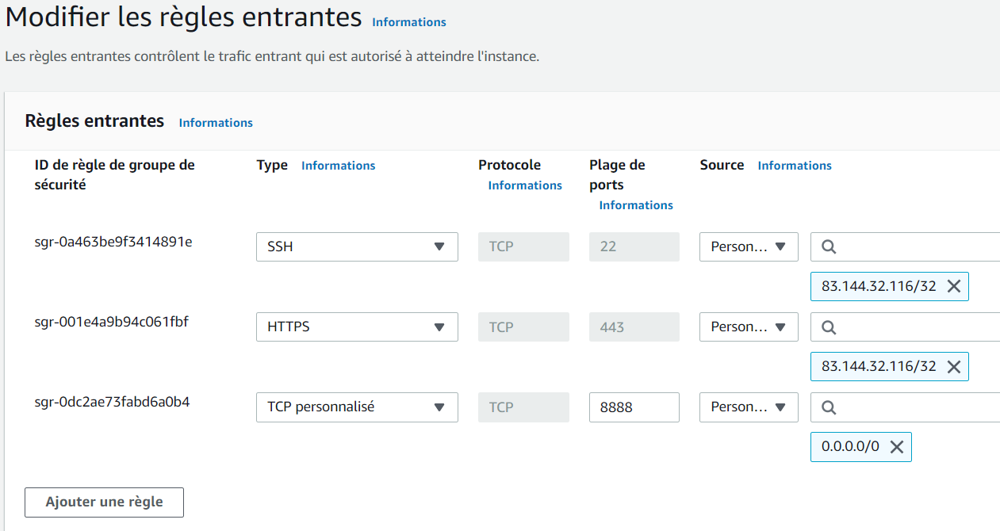 Modifier les règles entrantes Informations
Les règles entrantes contrôlent le trafic entrant qui est autorisé à atteindre l'instance.
Règles entrantes Informations
ID de règle de groupe de sécurité
Type Informations
Protocole
Informations
Plage de
ports
Informations
Source Informations
sgr-0a463be9f3414891e SSH TCP 22 Person...
83.144.32.116/32
sgr-001e4a9b94c061fbf HTTPS TCP 443 Person...
83.144.32.116/32
sgr-0dc2ae73fabd6a0b4 TCP personnalisé TCP 8888 Person...
0.0.0.0/0
Ajouter une règle